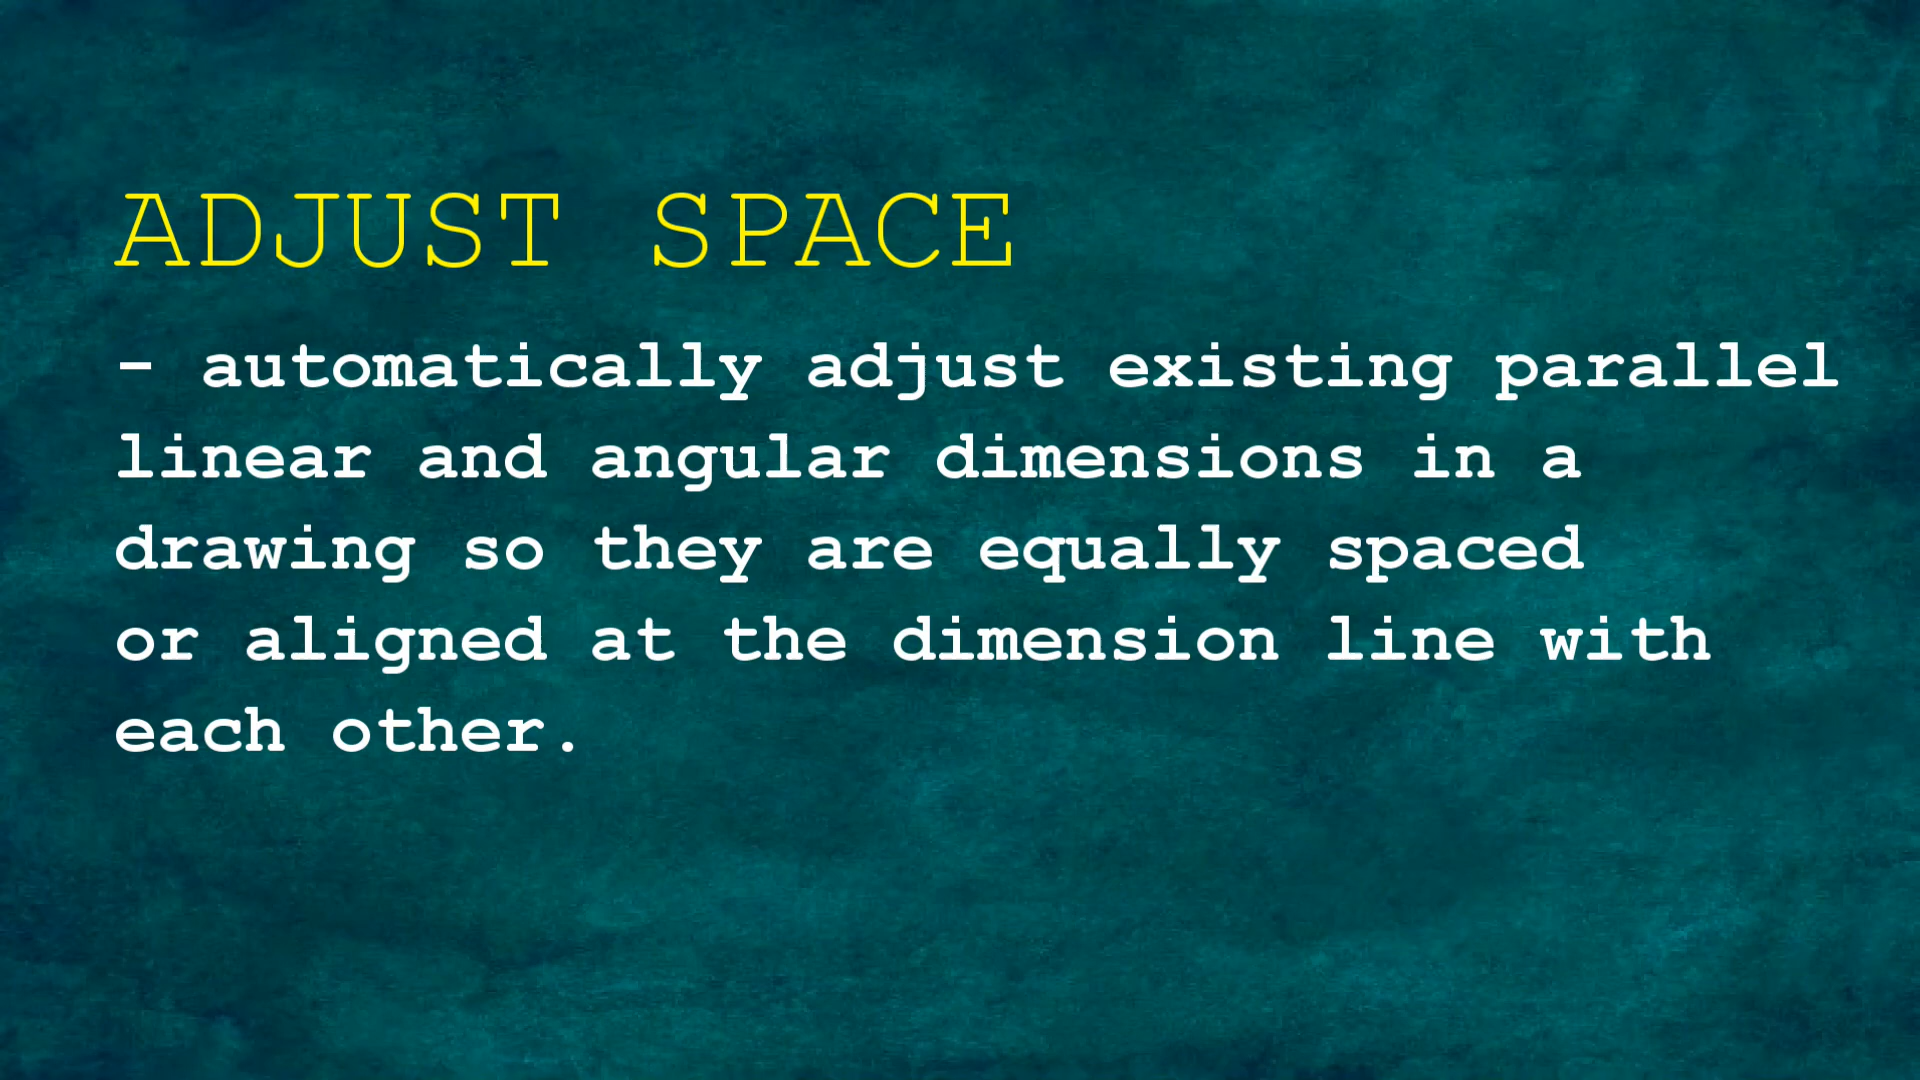 ADJUST SPACE
- automatically adjust existing parallel
linear and angular dimensions in a
drawing so they are equally spaced
or aligned at the dimension line with
each other.